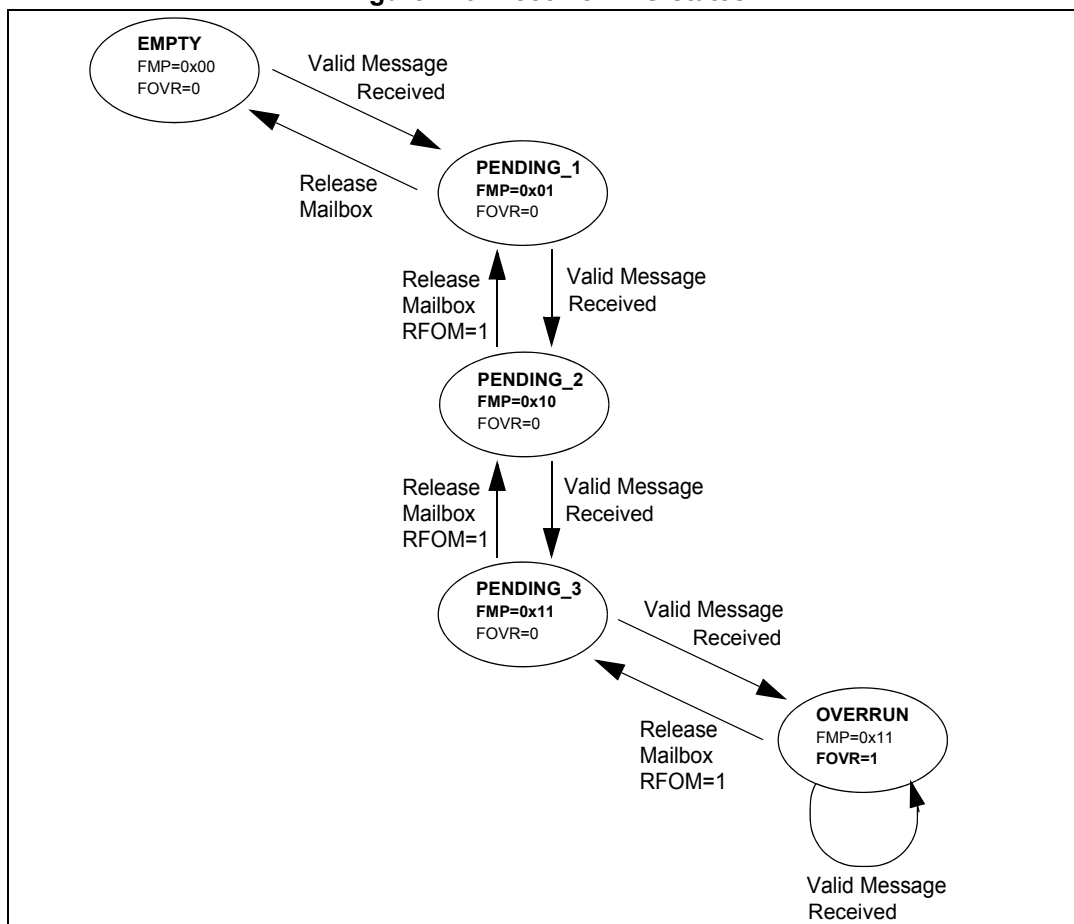 EMPTY
FMP=0x00
FOVR=0
Valid Message
Received
Release
Mailbox
PENDING_1
FMP=0x01
FOVR=0
Release
Mailbox
RFOM=1
Valid Message
Received
PENDING_2
FMP=0x10
FOVR=0
Release
Mailbox
RFOM=1
Valid Message
Received
PENDING_3
FMP=0x11
FOVR=0
Valid Message
Received
Release
Mailbox
RFOM=1
OVERRUN
FMP=0x11
FOVR=1
Valid Message
Received